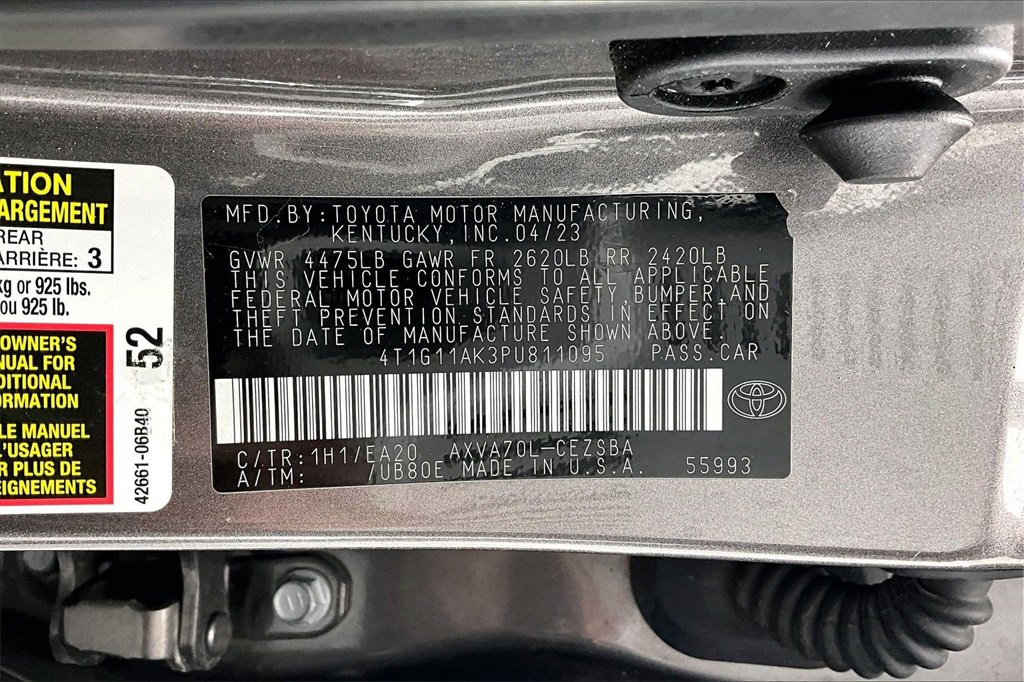 ATION
ARGEMENT
REAR
ARRIÈRE: 3
kg or 925 lbs.
ou 925 lb.
OWNER'S
ANUAL FOR
ADDITIONAL
ORMATION
LE MANUEL
L'USAGER
R PLUS DE
EIGNEMENTS
52
42661-06B40
MFD.BY:TOYOTA MOTOR MANUFACTURING,
KENTUCKY,INC.04/23
GVWR 4475LB GAWR FR 2620LB RR 2420LB
THIS VEHICLE CONFORMS TO ALL APPLICABLE
FEDERAL MOTOR VEHICLE SAFETY,BUMPER,AND
THEFT PREVENTION STANDARDS IN EFFECT ON
THE DATE OF MANUFACTURE SHOWN ABOVE.
4T1G11AK3PU811095 PASS.CAR
C/TR:1H1/EA20 AXVA70L-CEZSBA
A/TM: /UB80E MADE IN U.S.A. 55993